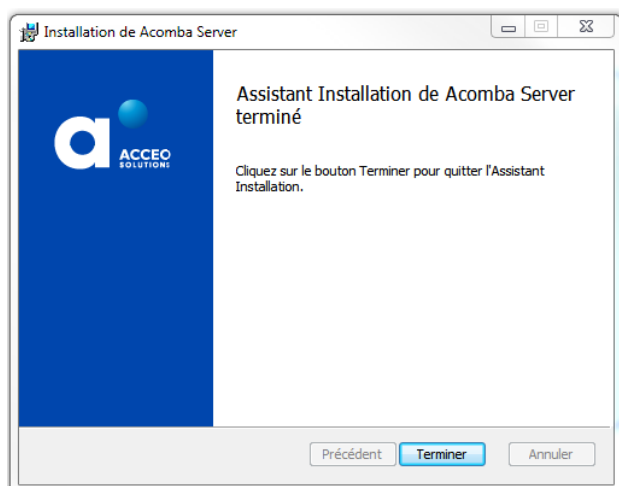 Installation de Acomba Server
Assistant Installation de Acomba Server
terminé
ACCEO
SOLUTIONS
Cliquez sur le bouton Terminer pour quitter l'Assistant
Installation.
Précédent
Terminer
Annuler